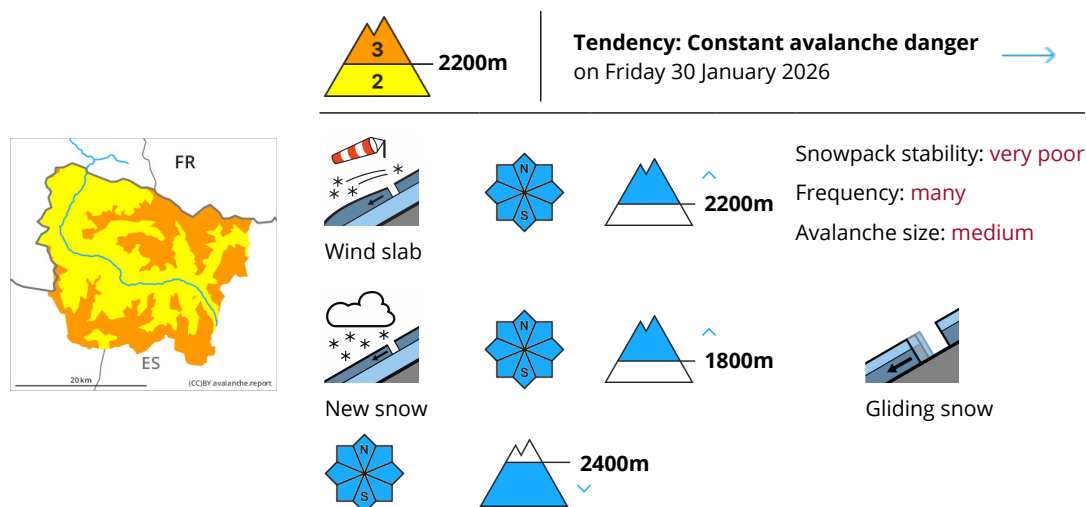 3
2
2200m
Tendency: Constant avalanche danger
on Friday 30 January 2026
FR
ES
20 km
(CC)BY avalanche.report
Wind slab
N
S
2200m
Snowpack stability: very poor
Frequency: many
Avalanche size: medium
New snow
N
S
1800m
Gliding snow
N
S
2400m